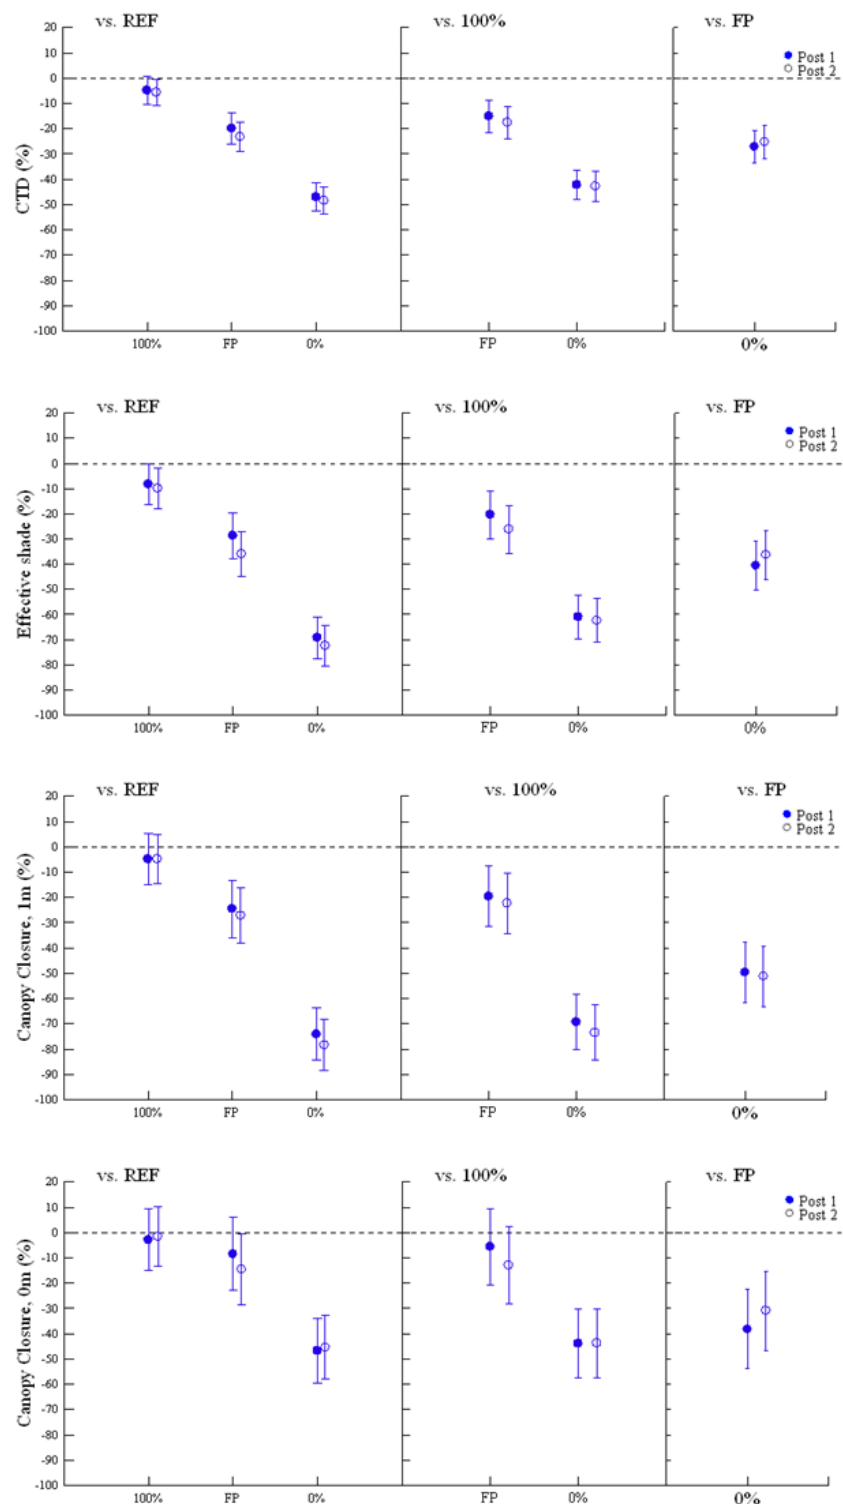 vs. REF vs. 100% vs. FP
Post 1
Post 2
CTD (%)
20
10
0
-10
-20
-30
-40
-50
-60
-70
-80
-90
-100
100% FP 0% FP 0% 0%
vs. REF vs. 100% vs. FP
Post 1
Post 2
Effective shade (%)
20
10
0
-10
-20
-30
-40
-50
-60
-70
-80
-90
-100
100% FP 0% FP 0% 0%
vs. REF vs. 100% vs. FP
Post 1
Post 2
Canopy Closure, 1m (%)
20
10
0
-10
-20
-30
-40
-50
-60
-70
-80
-90
-100
100% FP 0% FP 0% 0%
vs. REF vs. 100% vs. FP
Post 1
Post 2
Canopy Closure, 0m (%)
20
10
0
-10
-20
-30
-40
-50
-60
-70
-80
-90
-100
100% FP 0% FP 0% 0%